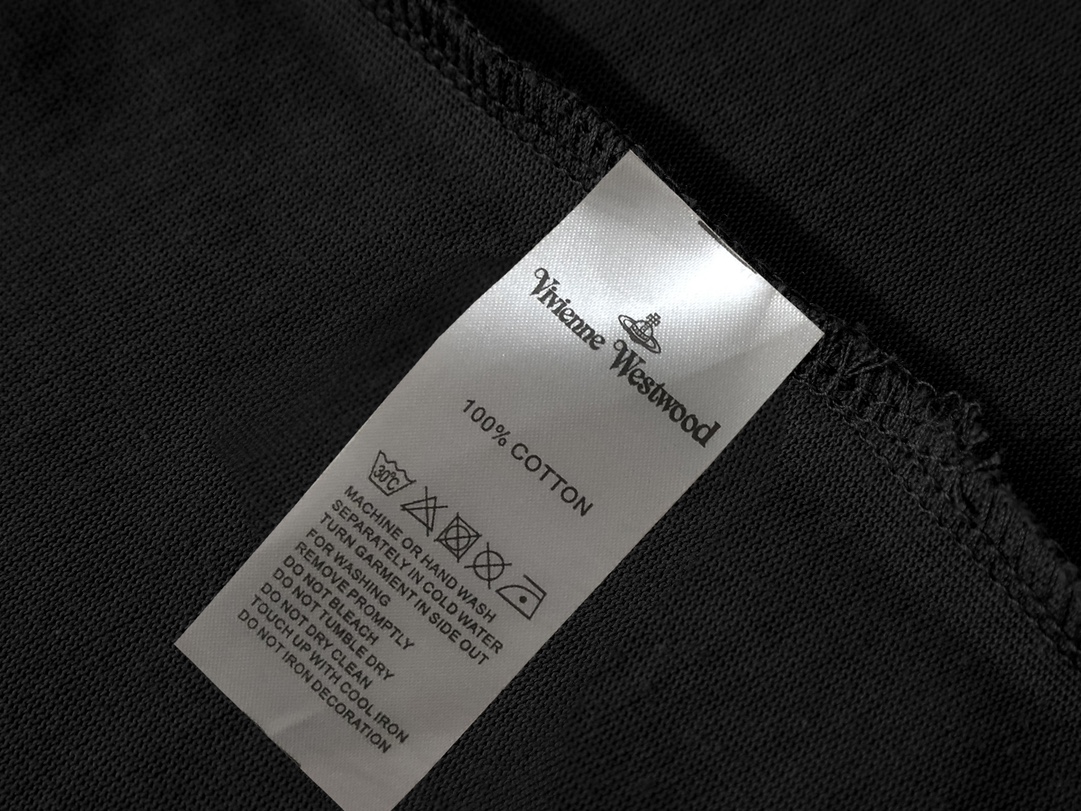 Vivienne Westwood
100% COTTON
30°C
MACHINE OR HAND WASH
SEPARATELY IN COLD WATER
TURN GARMENT IN SIDE OUT
FOR WASHING
REMOVE PROMPTLY
DO NOT BLEACH
DO NOT TUMBLE DRY
DO NOT DRY CLEAN
TOUCH UP WITH COOL IRON
DO NOT IRON DECORATION